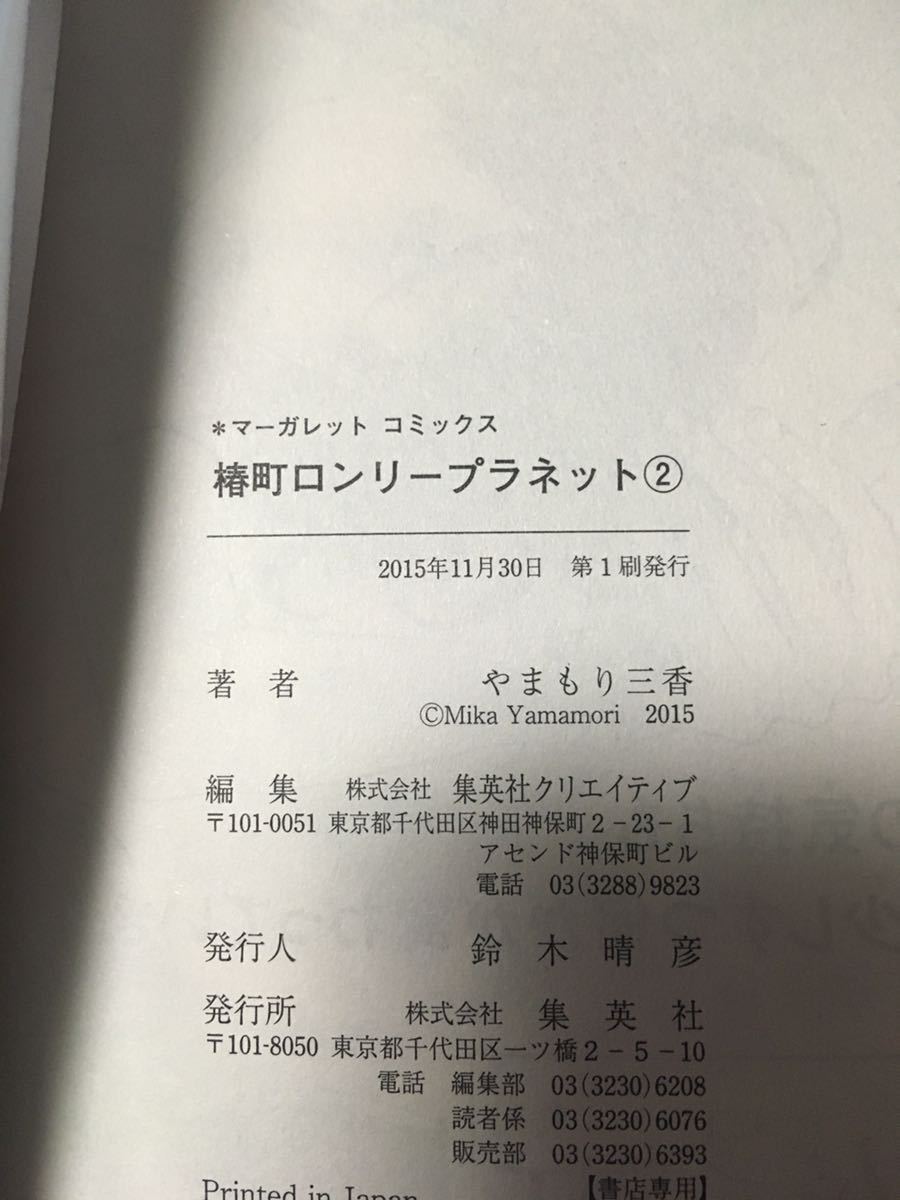 ＊マーガレット コミックス
椿町ロンリープラネット②
2015年11月30日 第1刷発行
著 者 やまもり三香
©Mika Yamamori 2015
編 集 株式会社 集英社クリエイティブ
〒101-0051 東京都千代田区神田神保町2－23－1
アセンド神保町ビル
電話 03(3288)9823
発行人 鈴木晴彦
発行所 株式会社 集英社
〒101-8050 東京都千代田区一ツ橋2－5－10
電話 編集部 03(3230)6208
読者係 03(3230)6076
販売部 03(3230)6393
Printed in Japan 【書店専用】